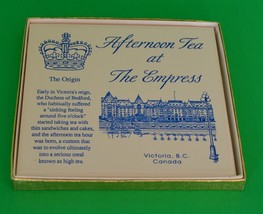 Afternoon Tea
at
The Empress
The Origin
Early in Victoria's reign,
the Duchess of Bedford,
who habitually suffered
a "sinking feeling
around five o'clock"
started taking tea with
thin sandwiches and cakes,
and the afternoon tea hour
was born, a custom that
was to evolve ultimately
into a serious meal
known as high tea.
Victoria, B.C.
Canada